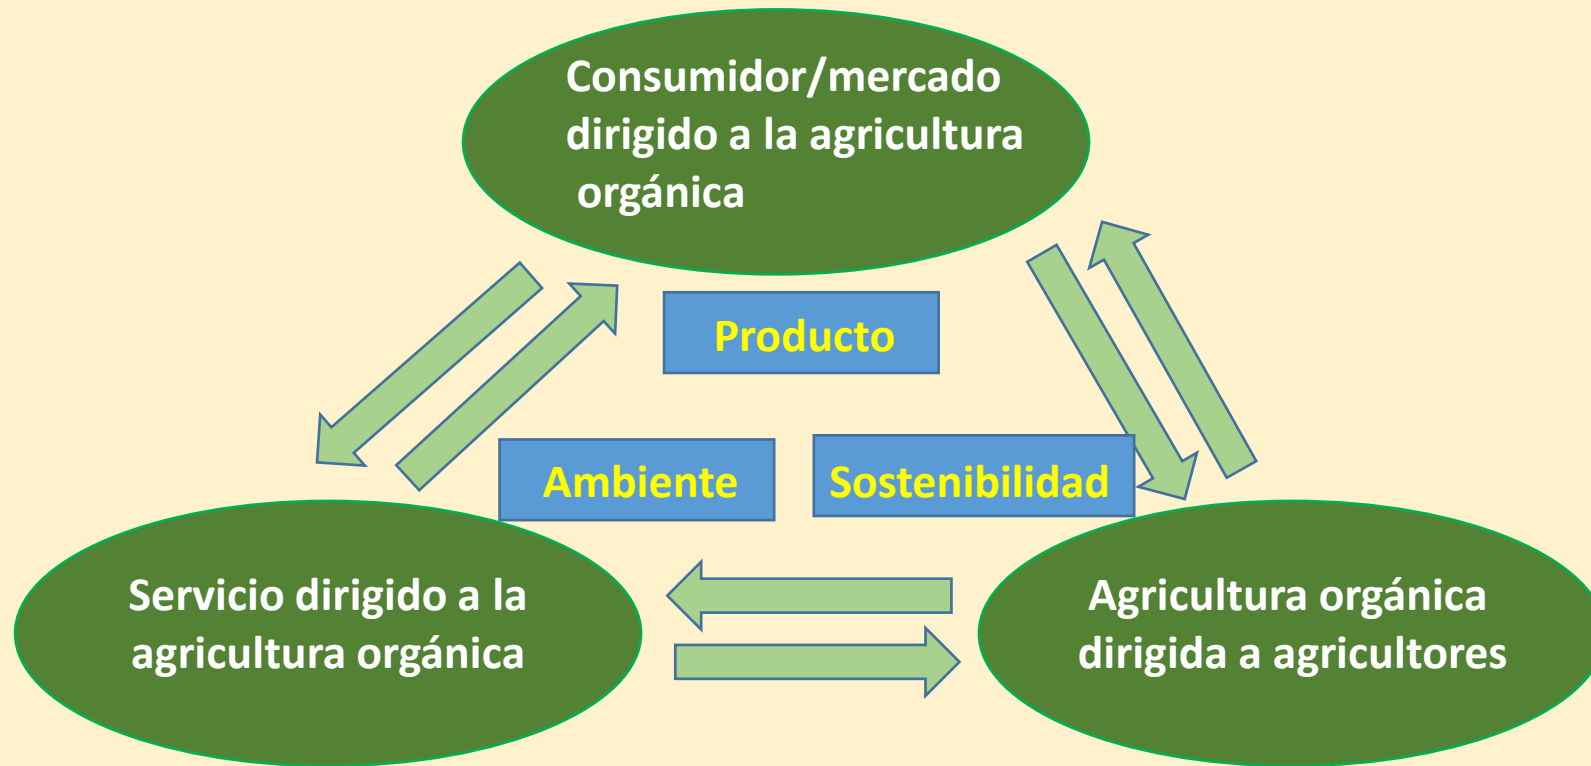 Consumidor/mercado
dirigido a la agricultura
orgánica
Producto
Ambiente
Sostenibilidad
Servicio dirigido a la
agricultura orgánica
Agricultura orgánica
dirigida a agricultores